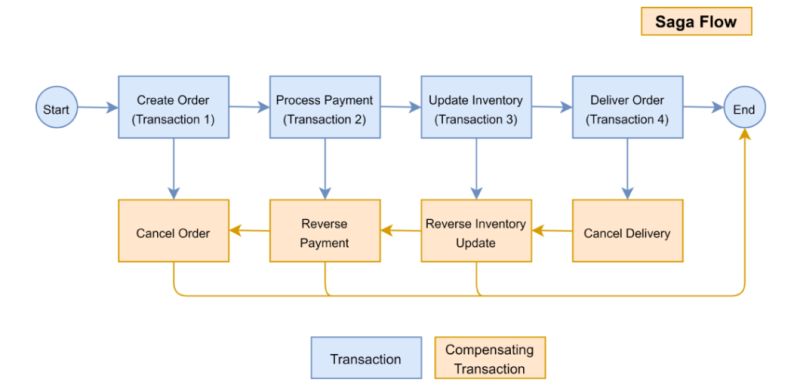 Saga Flow
Start
Create Order
(Transaction 1)
Process Payment
(Transaction 2)
Update Inventory
(Transaction 3)
Deliver Order
(Transaction 4)
End
Cancel Order
Reverse
Payment
Reverse Inventory
Update
Cancel Delivery
Transaction
Compensating
Transaction